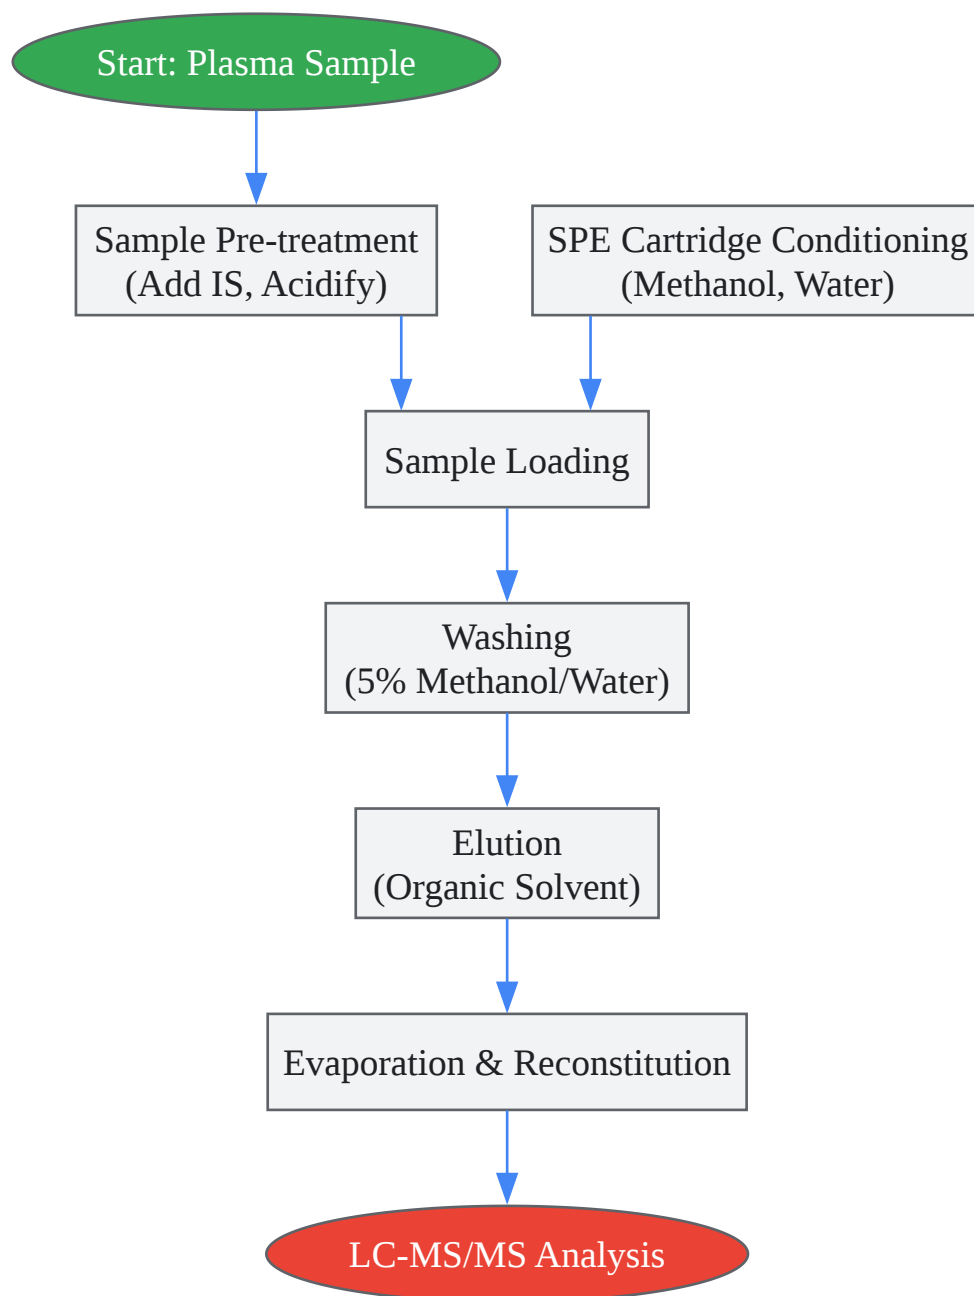 Start: Plasma Sample
Sample Pre-treatment
(Add IS, Acidify)
SPE Cartridge Conditioning
(Methanol, Water)
Sample Loading
Washing
(5% Methanol/Water)
Elution
(Organic Solvent)
Evaporation & Reconstitution
LC-MS/MS Analysis